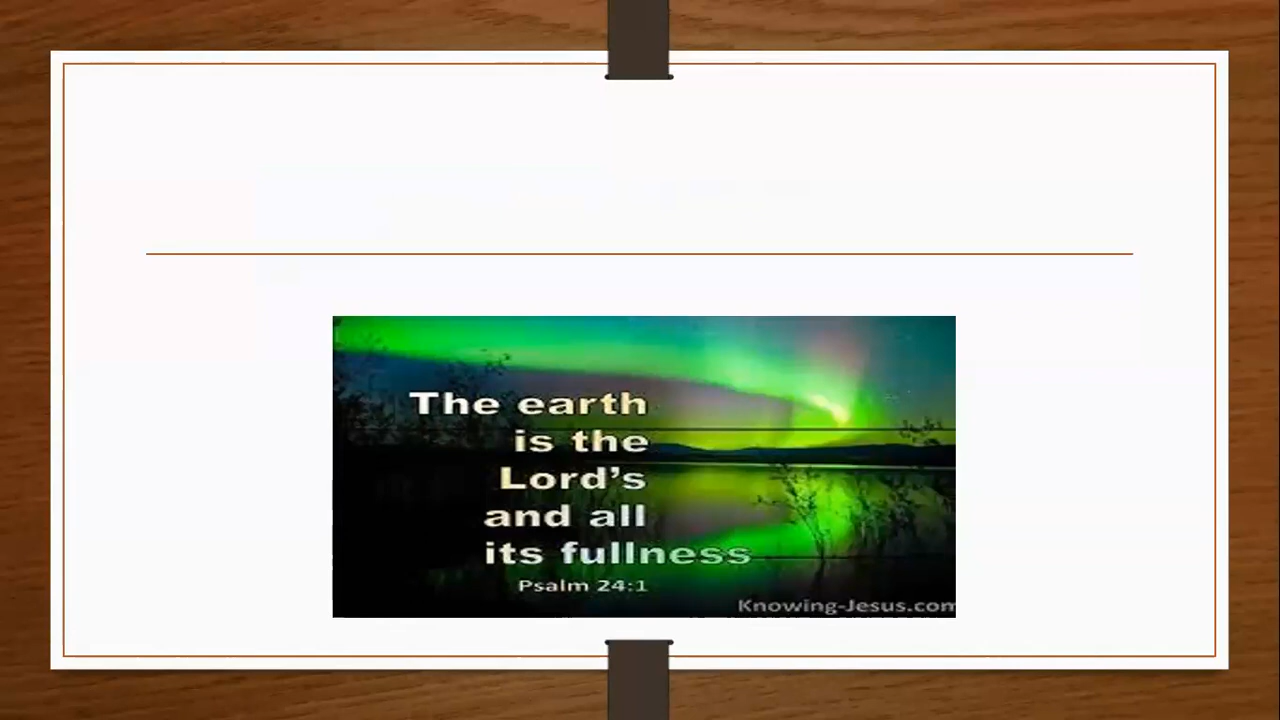 The earth
is the
Lord’s
and all
its fullness
Psalm 24:1
Knowing-Jesus.com